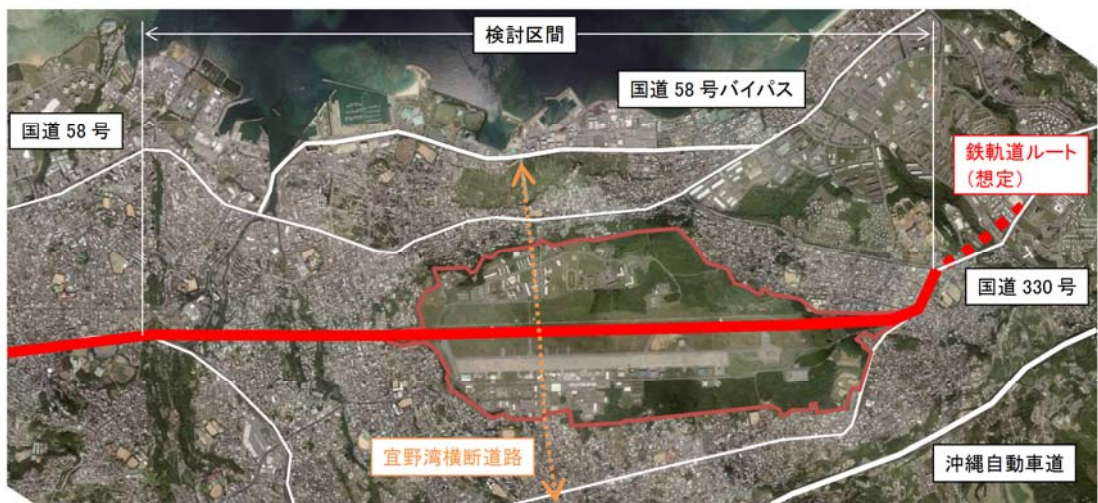 検討区間
国道 58 号バイパス
国道 58 号
鉄軌道ルート
(想定)
国道 330 号
宜野湾横断道路
沖縄自動車道